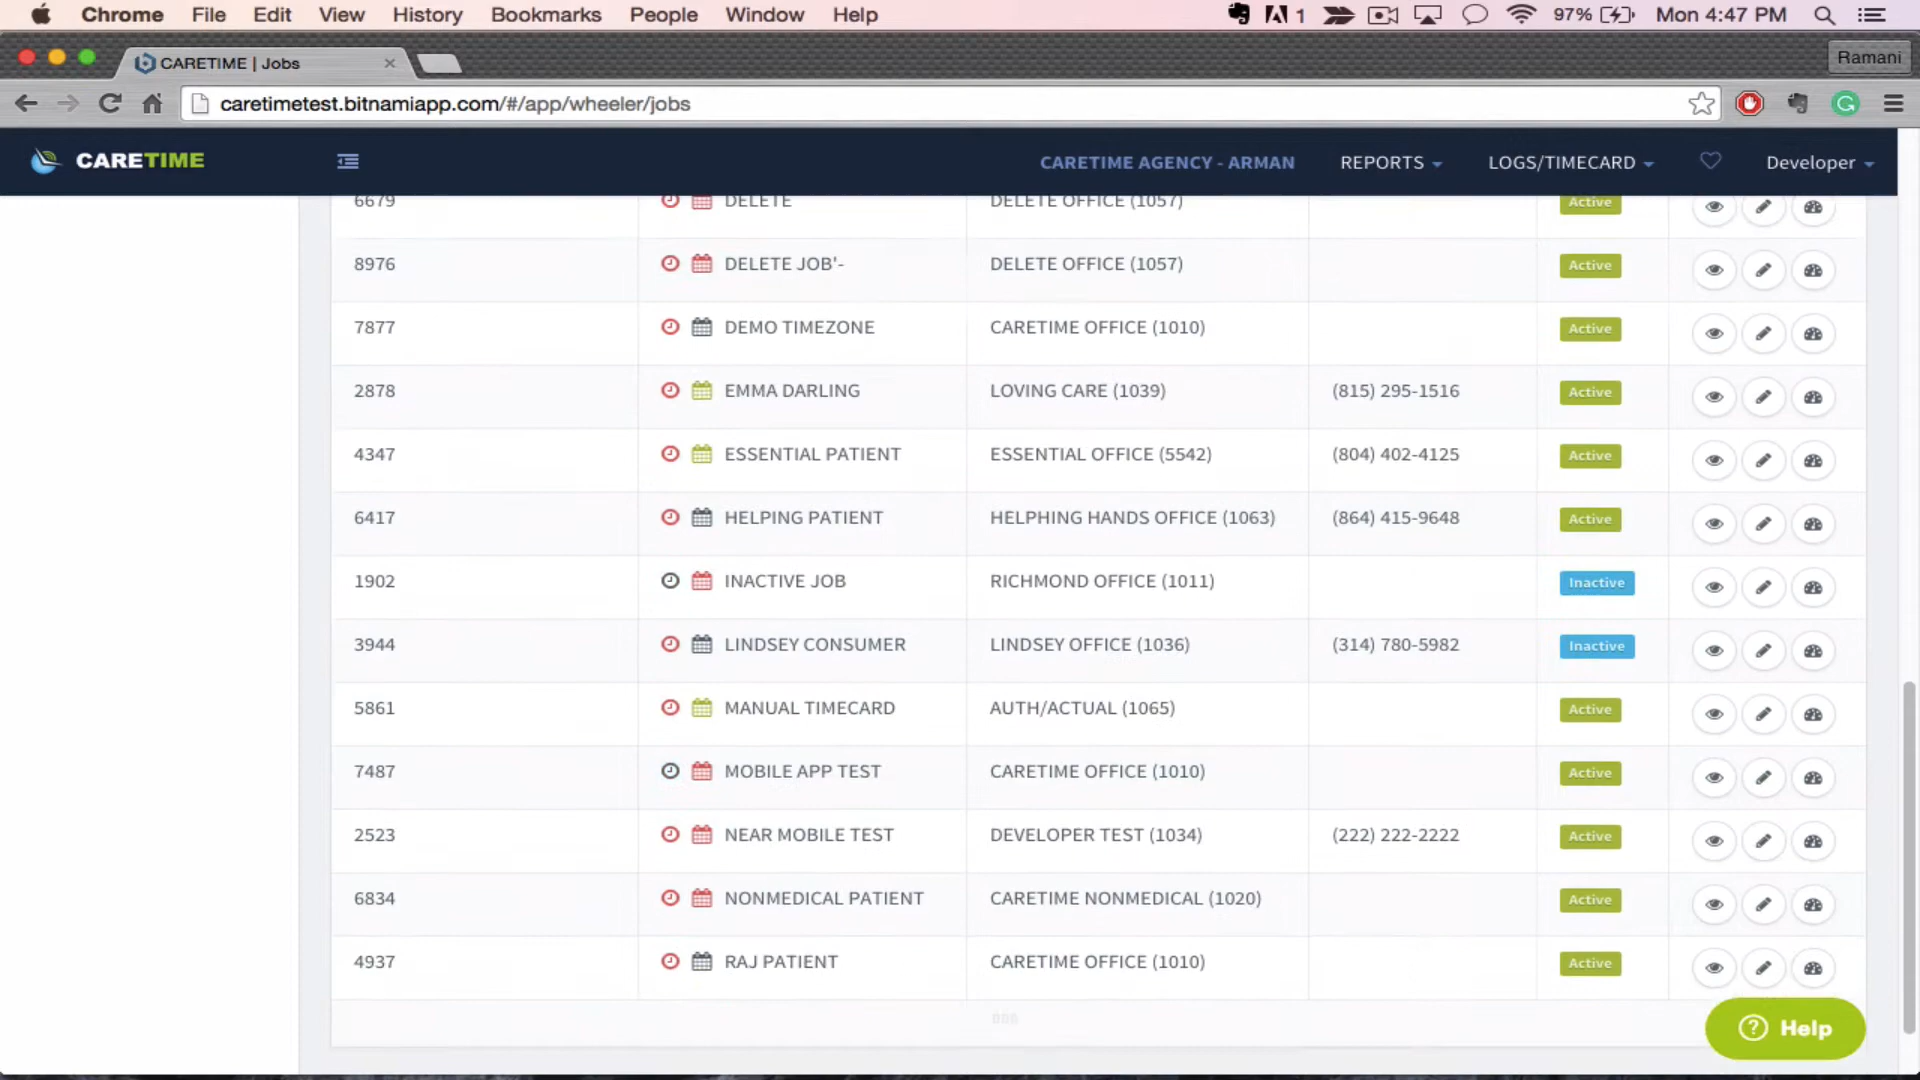 Chrome File Edit View History Bookmarks People Window Help 1 97% Mon 4:47 PM
CARETIME | Jobs Ramani
caretimetest.bitnamiapp.com/#/app/wheeler/jobs
CARETIME CARETIME AGENCY - ARMAN REPORTS LOGS/TIMECARD Developer
6679 DELETE DELETE OFFICE (1057) Active
8976 DELETE JOB'- DELETE OFFICE (1057) Active
7877 DEMO TIMEZONE CARETIME OFFICE (1010) Active
2878 EMMA DARLING LOVING CARE (1039) (815) 295-1516 Active
4347 ESSENTIAL PATIENT ESSENTIAL OFFICE (5542) (804) 402-4125 Active
6417 HELPING PATIENT HELPHING HANDS OFFICE (1063) (864) 415-9648 Active
1902 INACTIVE JOB RICHMOND OFFICE (1011) Inactive
3944 LINDSEY CONSUMER LINDSEY OFFICE (1036) (314) 780-5982 Inactive
5861 MANUAL TIMECARD AUTH/ACTUAL (1065) Active
7487 MOBILE APP TEST CARETIME OFFICE (1010) Active
2523 NEAR MOBILE TEST DEVELOPER TEST (1034) (222) 222-2222 Active
6834 NONMEDICAL PATIENT CARETIME NONMEDICAL (1020) Active
4937 RAJ PATIENT CARETIME OFFICE (1010) Active
Help